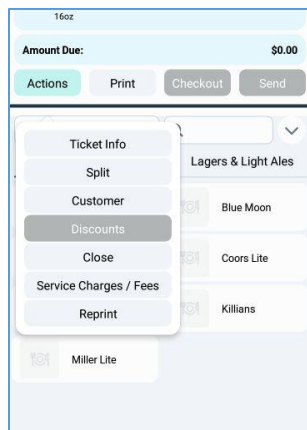 16oz
Amount Due: $0.00
Actions Print Checkout Send
Ticket Info
Split
Customer
Discounts
Close
Service Charges / Fees
Reprint
Lagers & Light Ales
Blue Moon
Coors Lite
Killians
Miller Lite